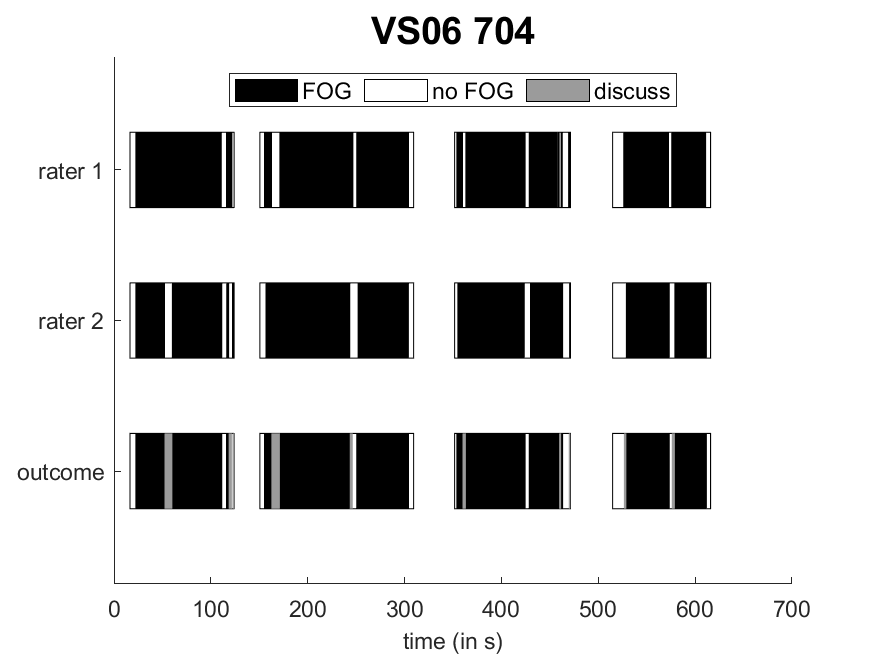 VS06 704
FOG no FOG discuss
rater 1
rater 2
outcome
0 100 200 300 400 500 600 700
time (in s)